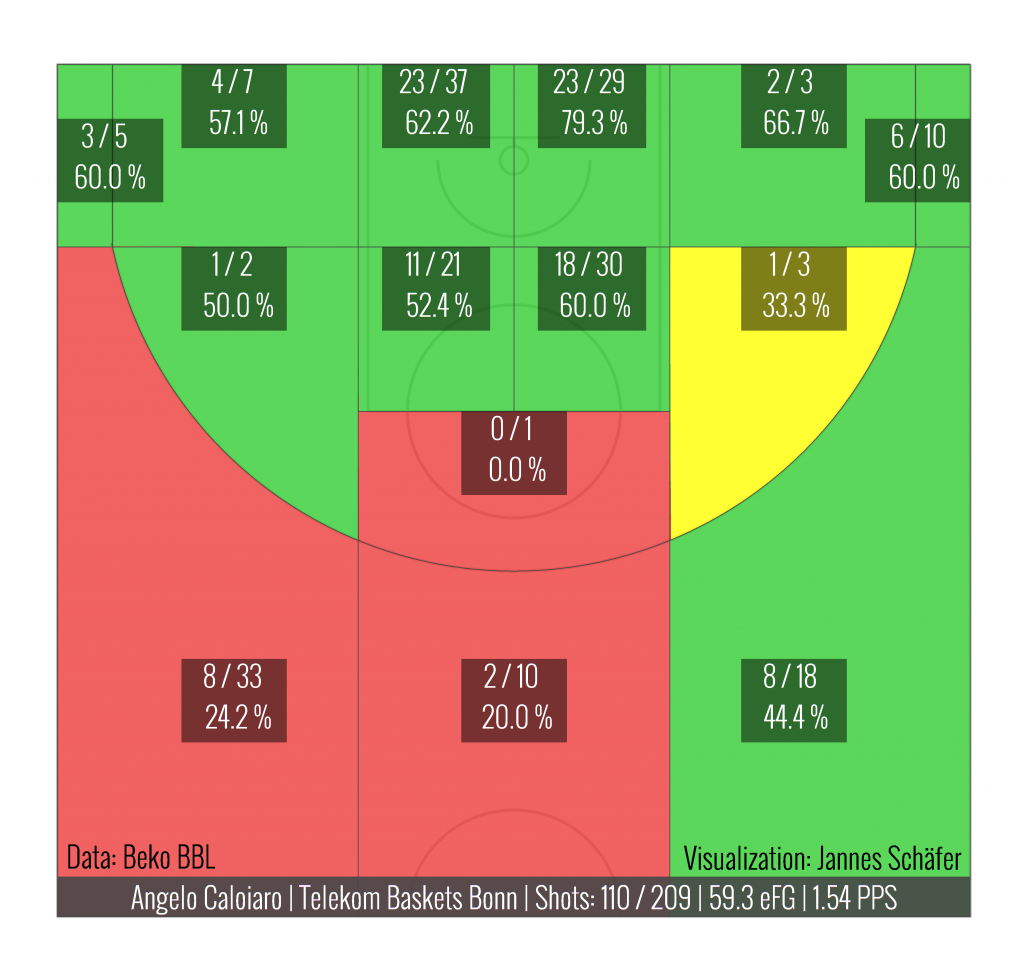 4 / 7
57.1 %
23 / 37
62.2 %
23 / 29
79.3 %
2 / 3
66.7 %
3 / 5
60.0 %
6 / 10
60.0 %
1 / 2
50.0 %
11 / 21
52.4 %
18 / 30
60.0 %
1 / 3
33.3 %
0 / 1
0.0 %
8 / 33
24.2 %
2 / 10
20.0 %
8 / 18
44.4 %
Data: Beko BBL
Visualization: Jannes Schäfer
Angelo Caloiaro | Telekom Baskets Bonn | Shots: 110 / 209 | 59.3 eFG | 1.54 PPS